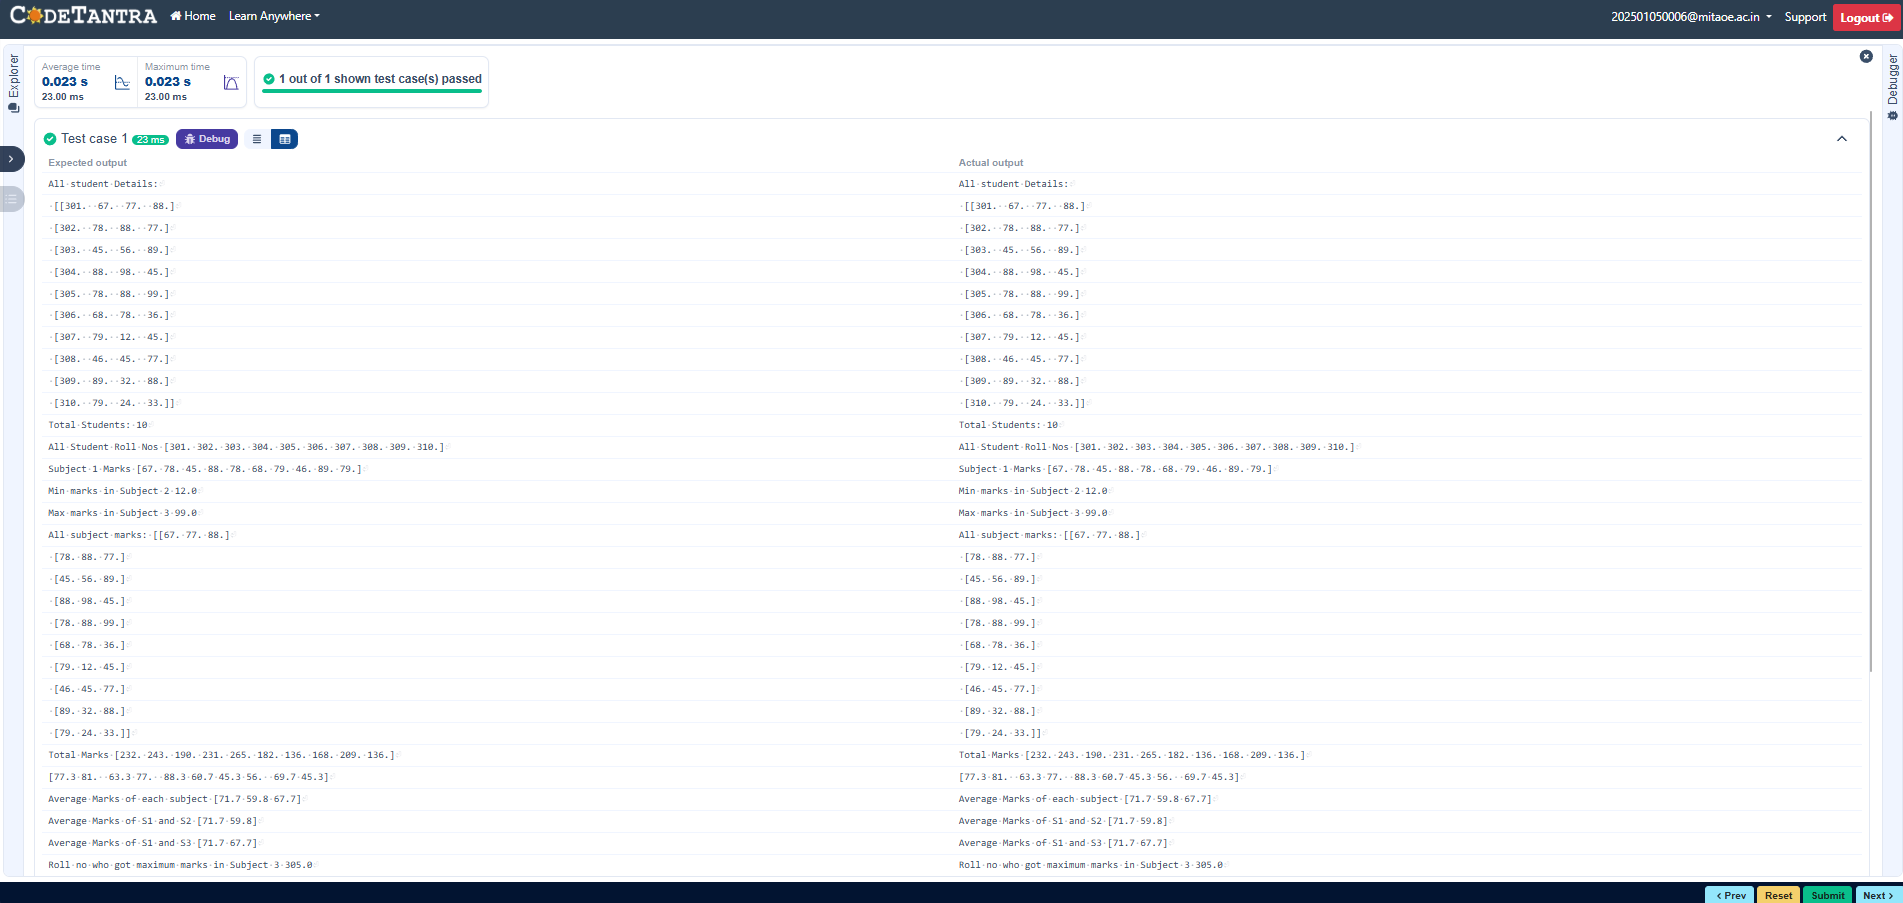 CODETANTRA Home Learn Anywhere 202501050006@mitaoe.ac.in Support Logout
Explorer
Debugger
Average time
0.023 s
23.00 ms
Maximum time
0.023 s
23.00 ms
1 out of 1 shown test case(s) passed
Test case 1 23 ms Debug
Expected output Actual output
All·student·Details: All·student·Details:
·[[301.··67.··77.··88.] ·[[301.··67.··77.··88.]
·[302.··78.··88.··77.] ·[302.··78.··88.··77.]
·[303.··45.··56.··89.] ·[303.··45.··56.··89.]
·[304.··88.··98.··45.] ·[304.··88.··98.··45.]
·[305.··78.··88.··99.] ·[305.··78.··88.··99.]
·[306.··68.··78.··36.] ·[306.··68.··78.··36.]
·[307.··79.··12.··45.] ·[307.··79.··12.··45.]
·[308.··46.··45.··77.] ·[308.··46.··45.··77.]
·[309.··89.··32.··88.] ·[309.··89.··32.··88.]
·[310.··79.··24.··33.]] ·[310.··79.··24.··33.]]
Total·Students:·10 Total·Students:·10
All·Student·Roll·Nos·[301.·302.·303.·304.·305.·306.·307.·308.·309.·310.] All·Student·Roll·Nos·[301.·302.·303.·304.·305.·306.·307.·308.·309.·310.]
Subject·1·Marks·[67.·78.·45.·88.·78.·68.·79.·46.·89.·79.] Subject·1·Marks·[67.·78.·45.·88.·78.·68.·79.·46.·89.·79.]
Min·marks·in·Subject·2·12.0 Min·marks·in·Subject·2·12.0
Max·marks·in·Subject·3·99.0 Max·marks·in·Subject·3·99.0
All·subject·marks:·[[67.·77.·88.] All·subject·marks:·[[67.·77.·88.]
·[78.·88.·77.] ·[78.·88.·77.]
·[45.·56.·89.] ·[45.·56.·89.]
·[88.·98.·45.] ·[88.·98.·45.]
·[78.·88.·99.] ·[78.·88.·99.]
·[68.·78.·36.] ·[68.·78.·36.]
·[79.·12.·45.] ·[79.·12.·45.]
·[46.·45.·77.] ·[46.·45.·77.]
·[89.·32.·88.] ·[89.·32.·88.]
·[79.·24.·33.]] ·[79.·24.·33.]]
Total·Marks·[232.·243.·190.·231.·265.·182.·136.·168.·209.·136.] Total·Marks·[232.·243.·190.·231.·265.·182.·136.·168.·209.·136.]
[77.3·81.··63.3·77.··88.3·60.7·45.3·56.··69.7·45.3] [77.3·81.··63.3·77.··88.3·60.7·45.3·56.··69.7·45.3]
Average·Marks·of·each·subject·[71.7·59.8·67.7] Average·Marks·of·each·subject·[71.7·59.8·67.7]
Average·Marks·of·S1·and·S2·[71.7·59.8] Average·Marks·of·S1·and·S2·[71.7·59.8]
Average·Marks·of·S1·and·S3·[71.7·67.7] Average·Marks·of·S1·and·S3·[71.7·67.7]
Roll·no·who·got·maximum·marks·in·Subject·3·305.0 Roll·no·who·got·maximum·marks·in·Subject·3·305.0
< Prev Reset Submit Next >